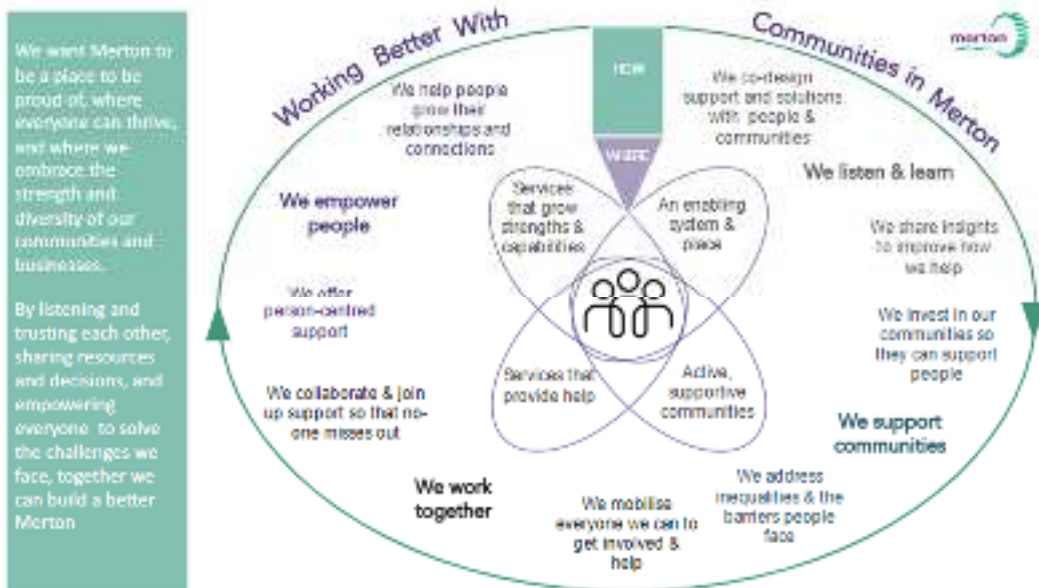 We want Merton to
be a place to be
proud of, where
everyone can thrive,
and where we
embrace the
strength and
diversity of our
communities and
businesses.
By listening and
trusting each other,
sharing resources
and decisions, and
empowering
everyone to solve
the challenges we
face, together we
can build a better
Merton
Working Better With
Communities in Merton
merton
HOW
WHERE
We help people
grow their
relationships and
connections
We co-design
support and solutions
with people &
communities
We listen & learn
We empower
people
Services
that grow
strengths &
capabilities
An enabling
system &
place
We share insights
to improve how
we help
We offer
person-centred
support
We invest in our
communities so
they can support
people
Services that
provide help
Active,
supportive
communities
We collaborate & join
up support so that no-
one misses out
We support
communities
We work
together
We mobilise
everyone we can to
get involved &
help
We address
inequalities & the
barriers people
face